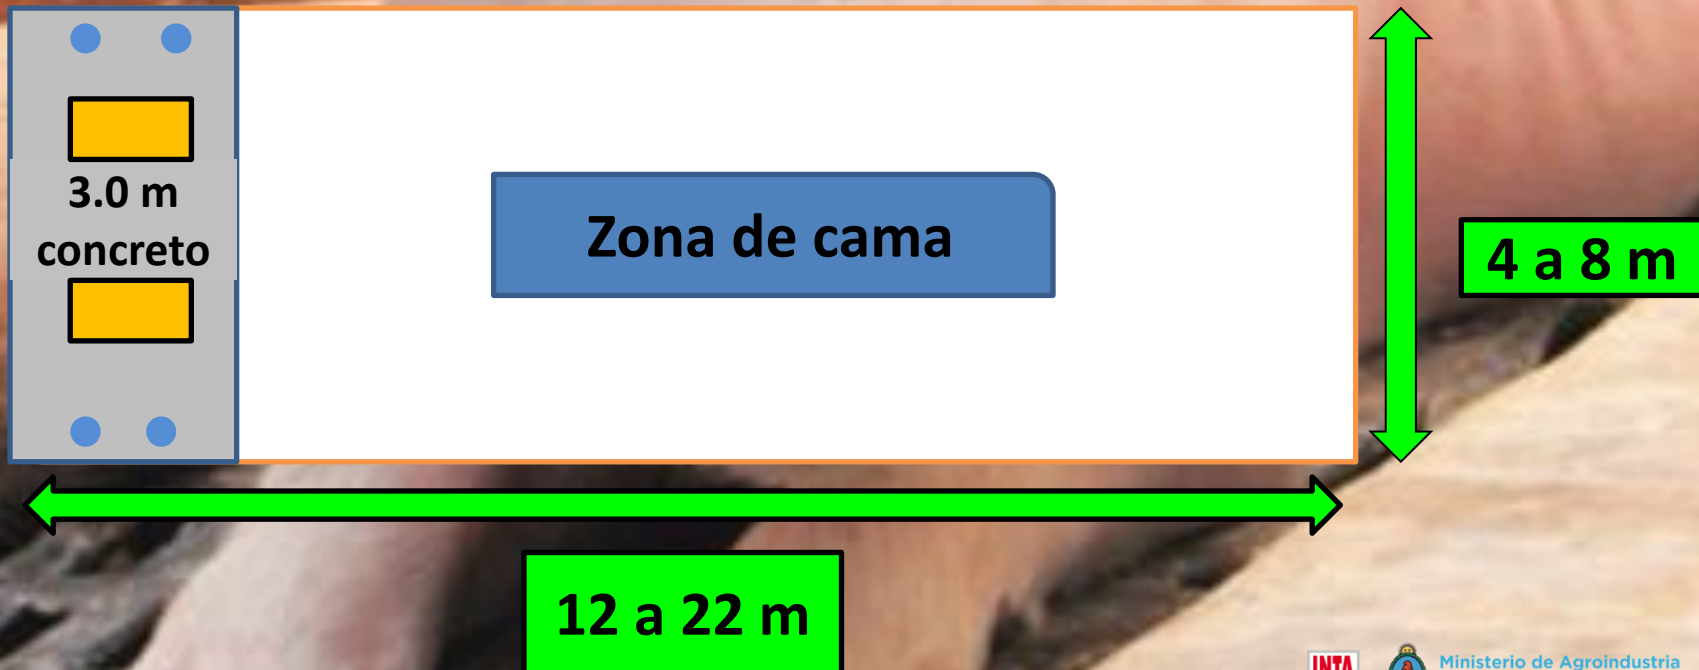 3.0 m
concreto
Zona de cama
4 a 8 m
12 a 22 m
INTA
Ministerio de Agroindustria